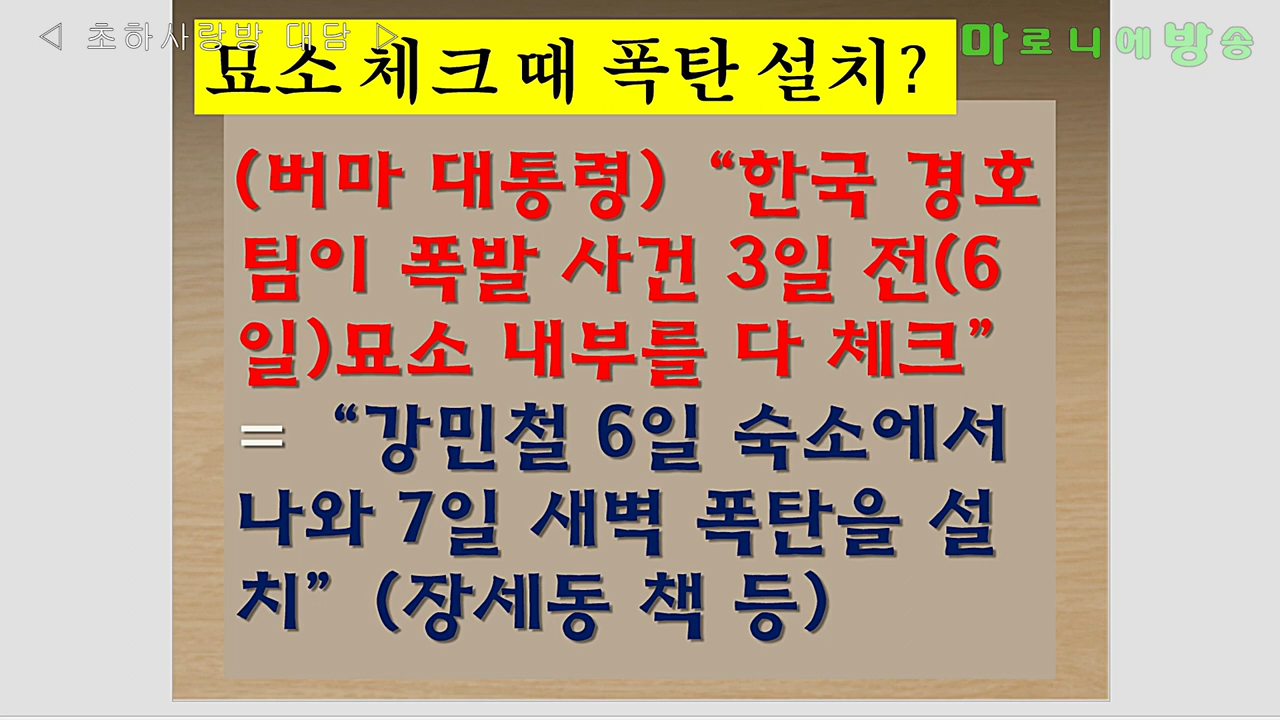 ◁ 초하사랑방 대담 ▷
마로니에방송
묘소 체크 때 폭탄 설치?
(버마 대통령) “한국 경호
팀이 폭발 사건 3일 전(6
일)묘소 내부를 다 체크”
= “강민철 6일 숙소에서
나와 7일 새벽 폭탄을 설
치” (장세동 책 등)